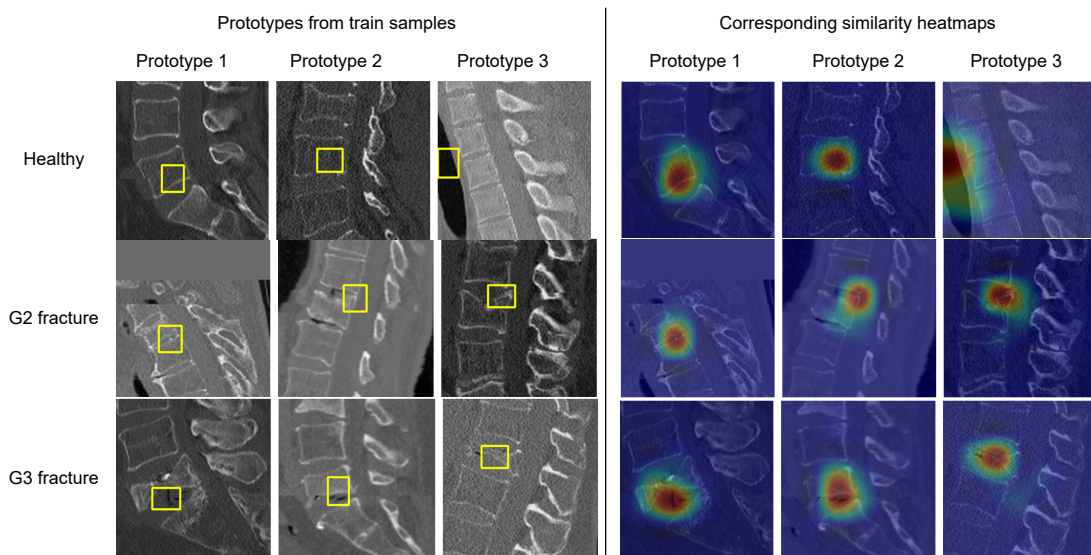 Prototypes from train samples
Corresponding similarity heatmaps
Prototype 1
Prototype 2
Prototype 3
Prototype 1
Prototype 2
Prototype 3
Healthy
G2 fracture
G3 fracture